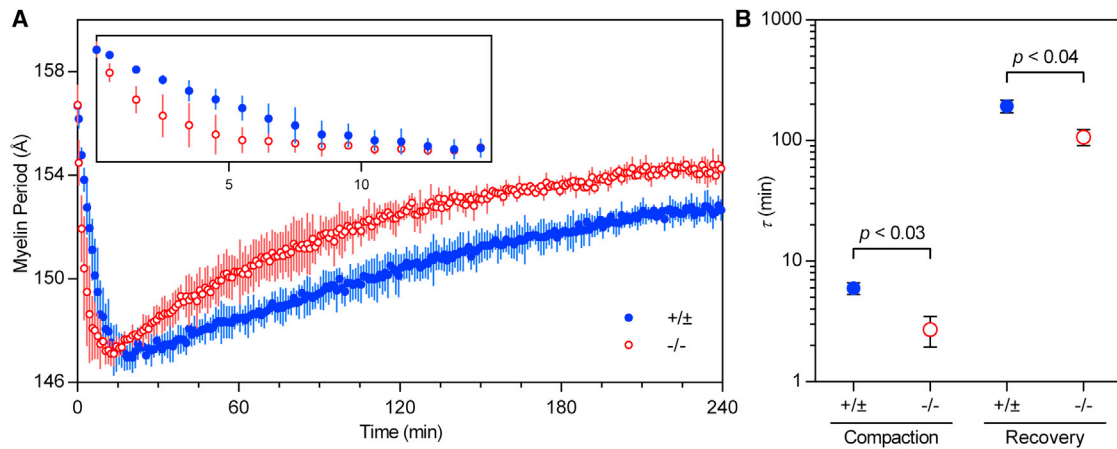 A
158
154
150
146
Myelin Period (Å)
5
10
+/±
-/-
0
60
120
180
240
Time (min)
B
1000
100
10
1
τ (min)
p < 0.03
p < 0.04
+/±
-/-
+/±
-/-
Compaction
Recovery